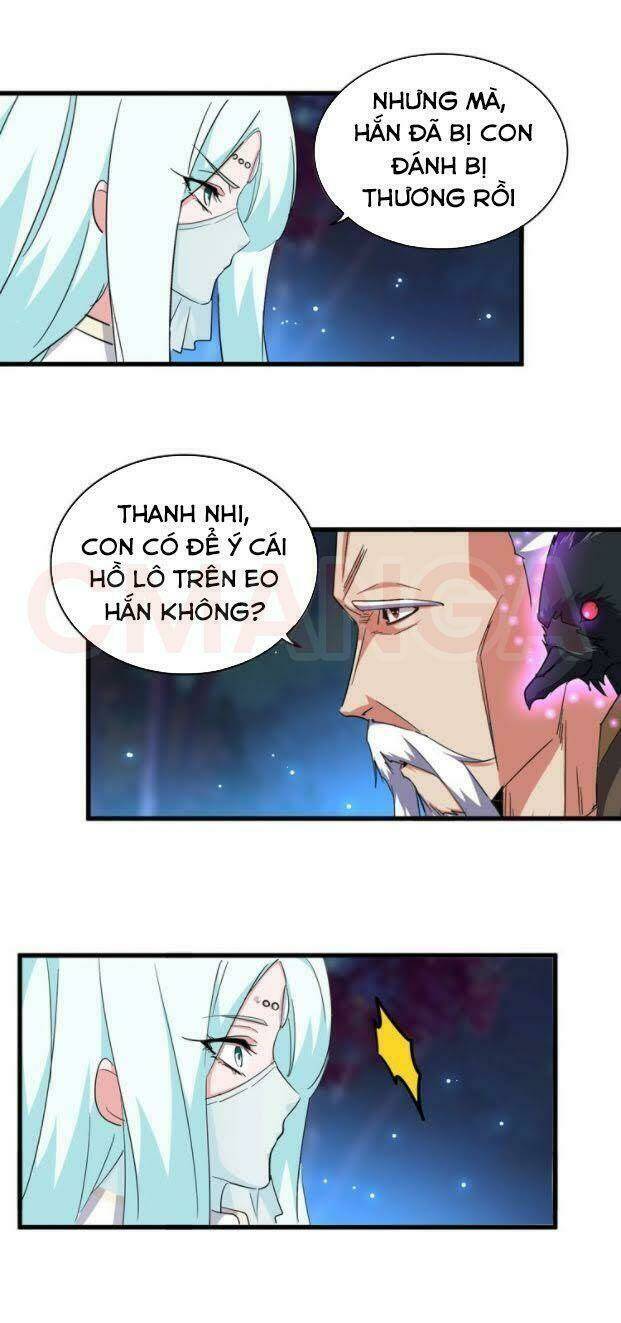 NHƯNG MÀ,
HẮN ĐÃ BỊ CON
ĐÁNH BỊ
THƯƠNG RỒI
THANH NHI,
CON CÓ ĐỂ Ý CÁI
HỒ LÔ TRÊN EO
HẮN KHÔNG?
CMANGA